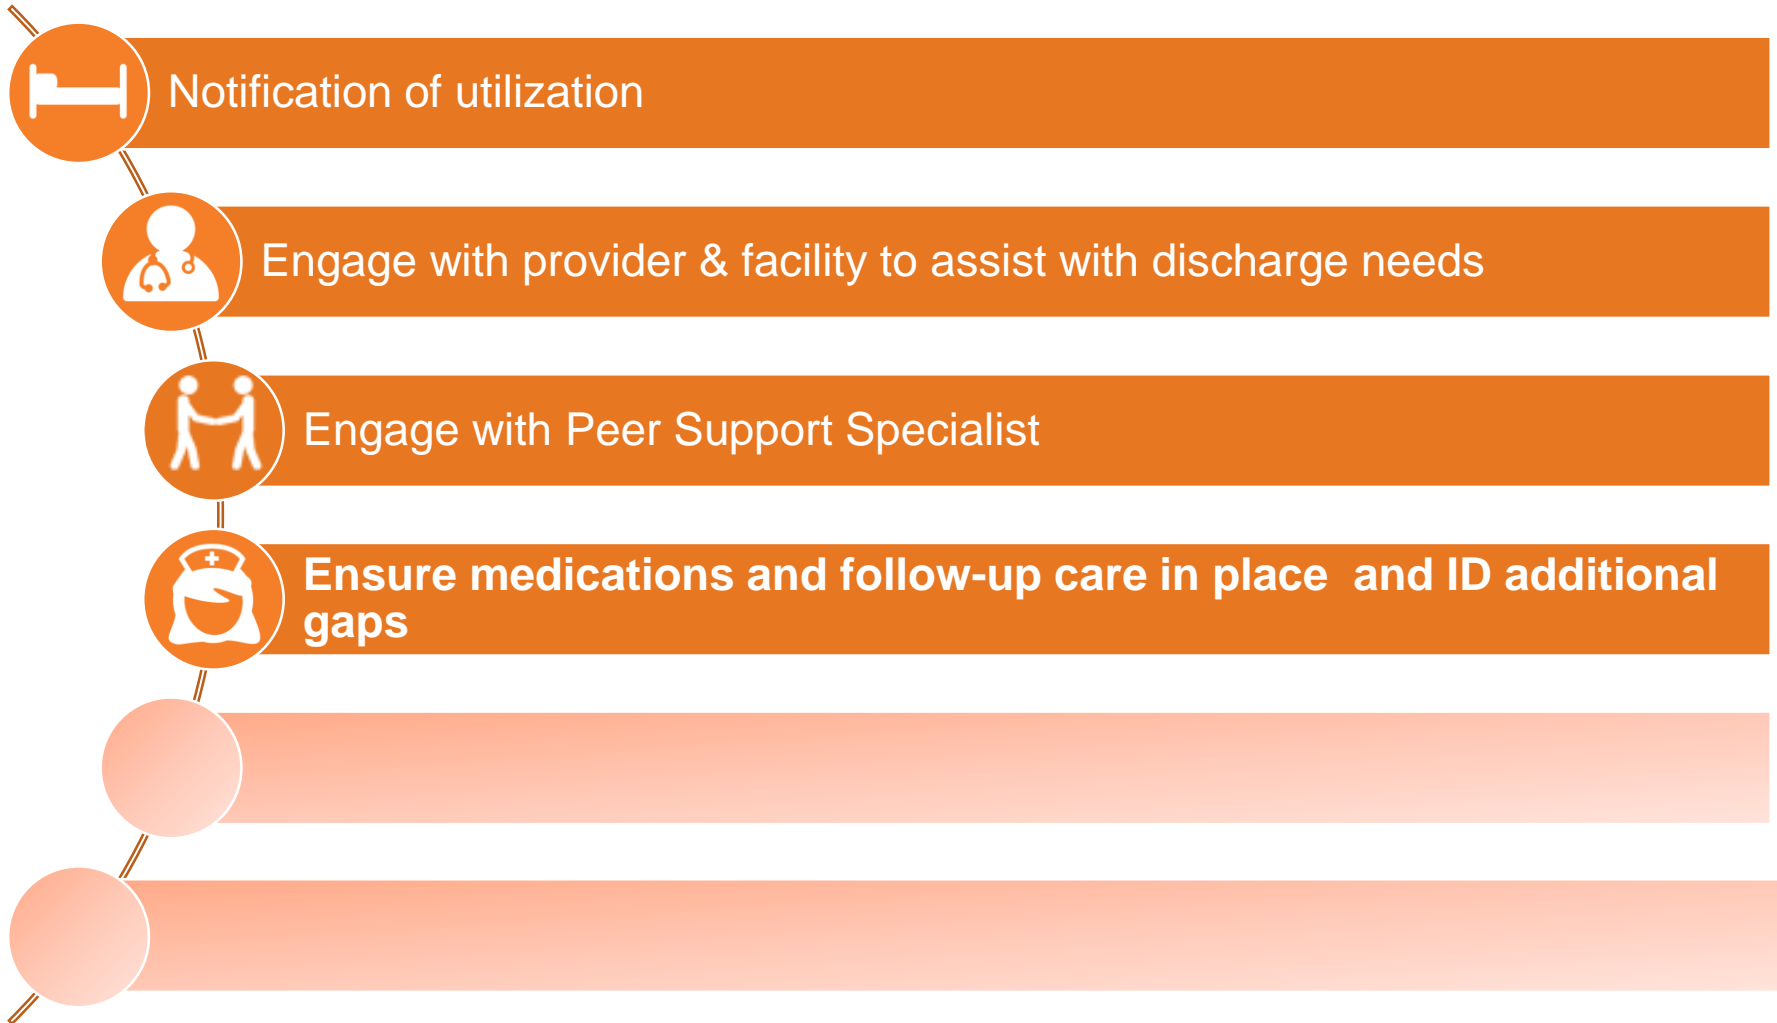 Notification of utilization
Engage with provider & facility to assist with discharge needs
Engage with Peer Support Specialist
Ensure medications and follow-up care in place  and ID additional
gaps